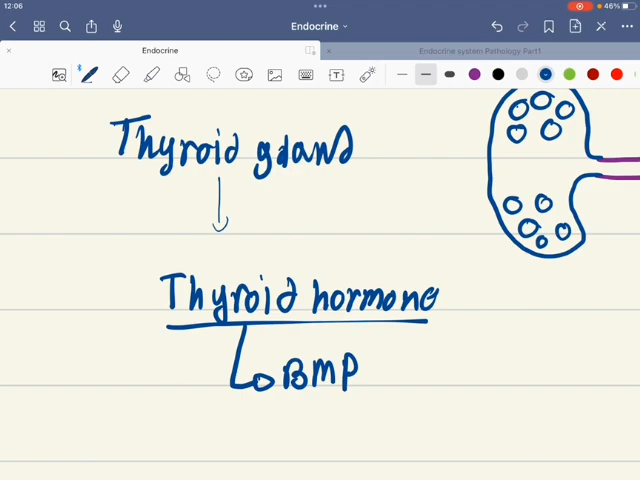 12:06
46%
Endocrine
Endocrine
Endocrine system Pathology Part1
Thyroid gland
Thyroid hormone
BMP